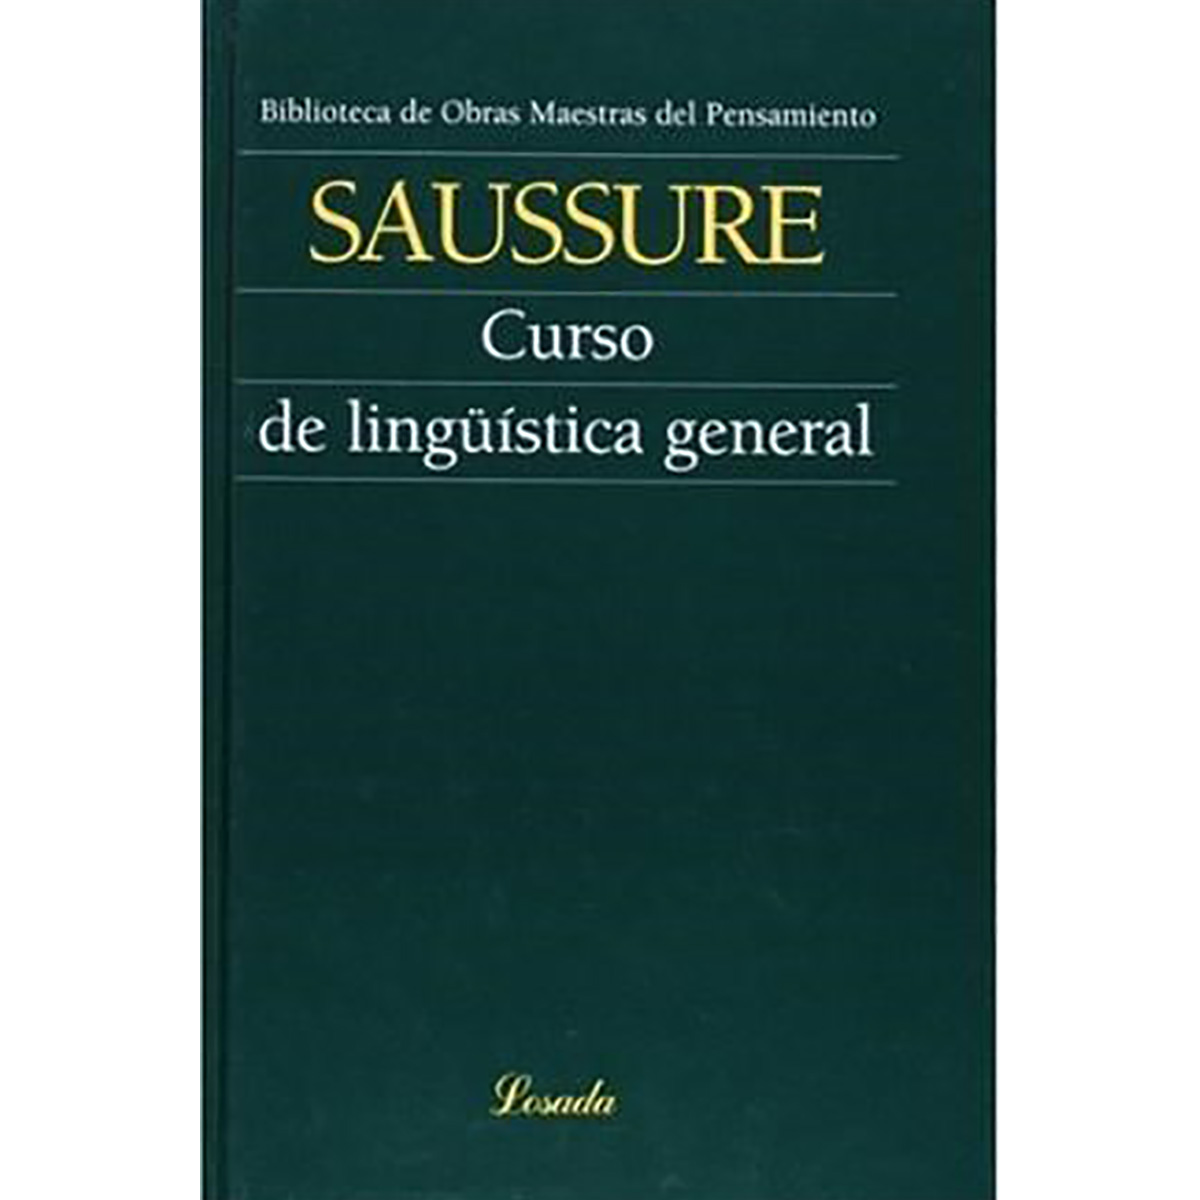 Biblioteca de Obras Maestras del Pensamiento
SAUSSURE
Curso
de lingüística general
Losada